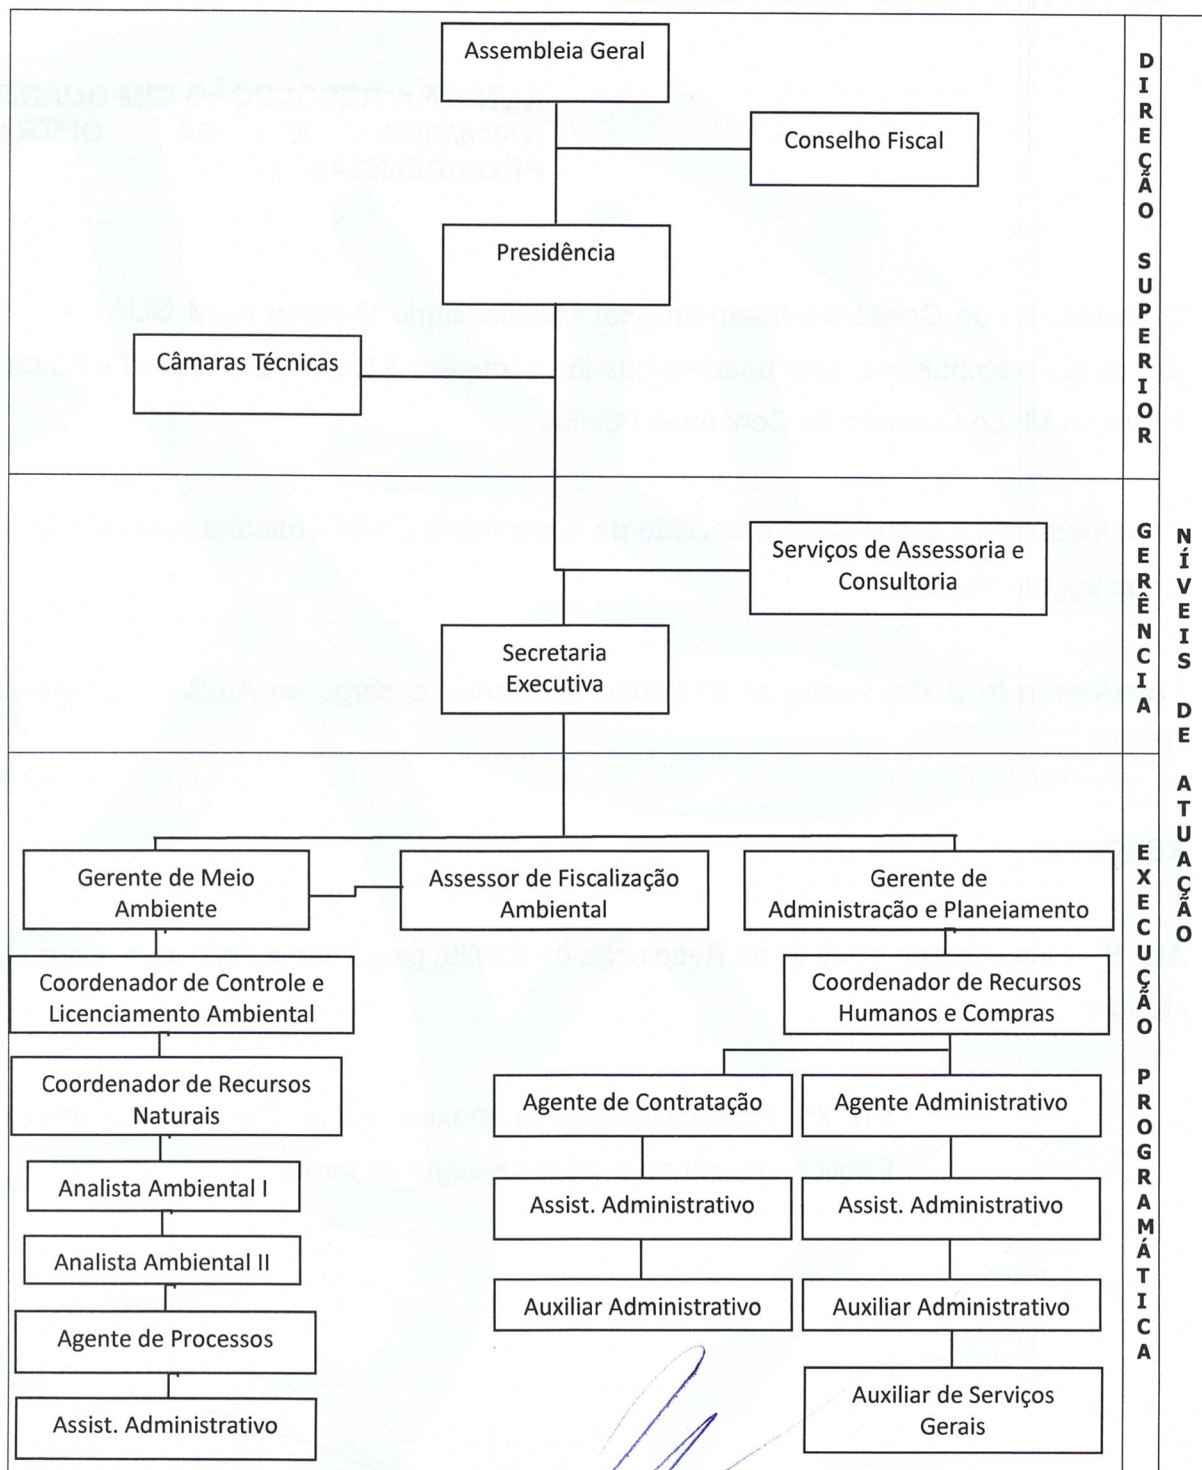 Assembleia Geral
Conselho Fiscal
Presidência
Câmaras Técnicas
DIREÇÃO SUPERIOR
Serviços de Assessoria e
Consultoria
Secretaria
Executiva
GERÊNCIA
NÍVEIS DE ATUAÇÃO
Gerente de Meio
Ambiente
Assessor de Fiscalização
Ambiental
Gerente de
Administração e Planejamento
Coordenador de Controle e
Licenciamento Ambiental
Coordenador de Recursos
Humanos e Compras
Coordenador de Recursos
Naturais
Agente de Contratação
Agente Administrativo
Analista Ambiental I
Assist. Administrativo
Assist. Administrativo
Analista Ambiental II
Auxiliar Administrativo
Auxiliar Administrativo
Agente de Processos
Assist. Administrativo
Auxiliar de Serviços
Gerais
EXECUÇÃO PROGRAMÁTICA